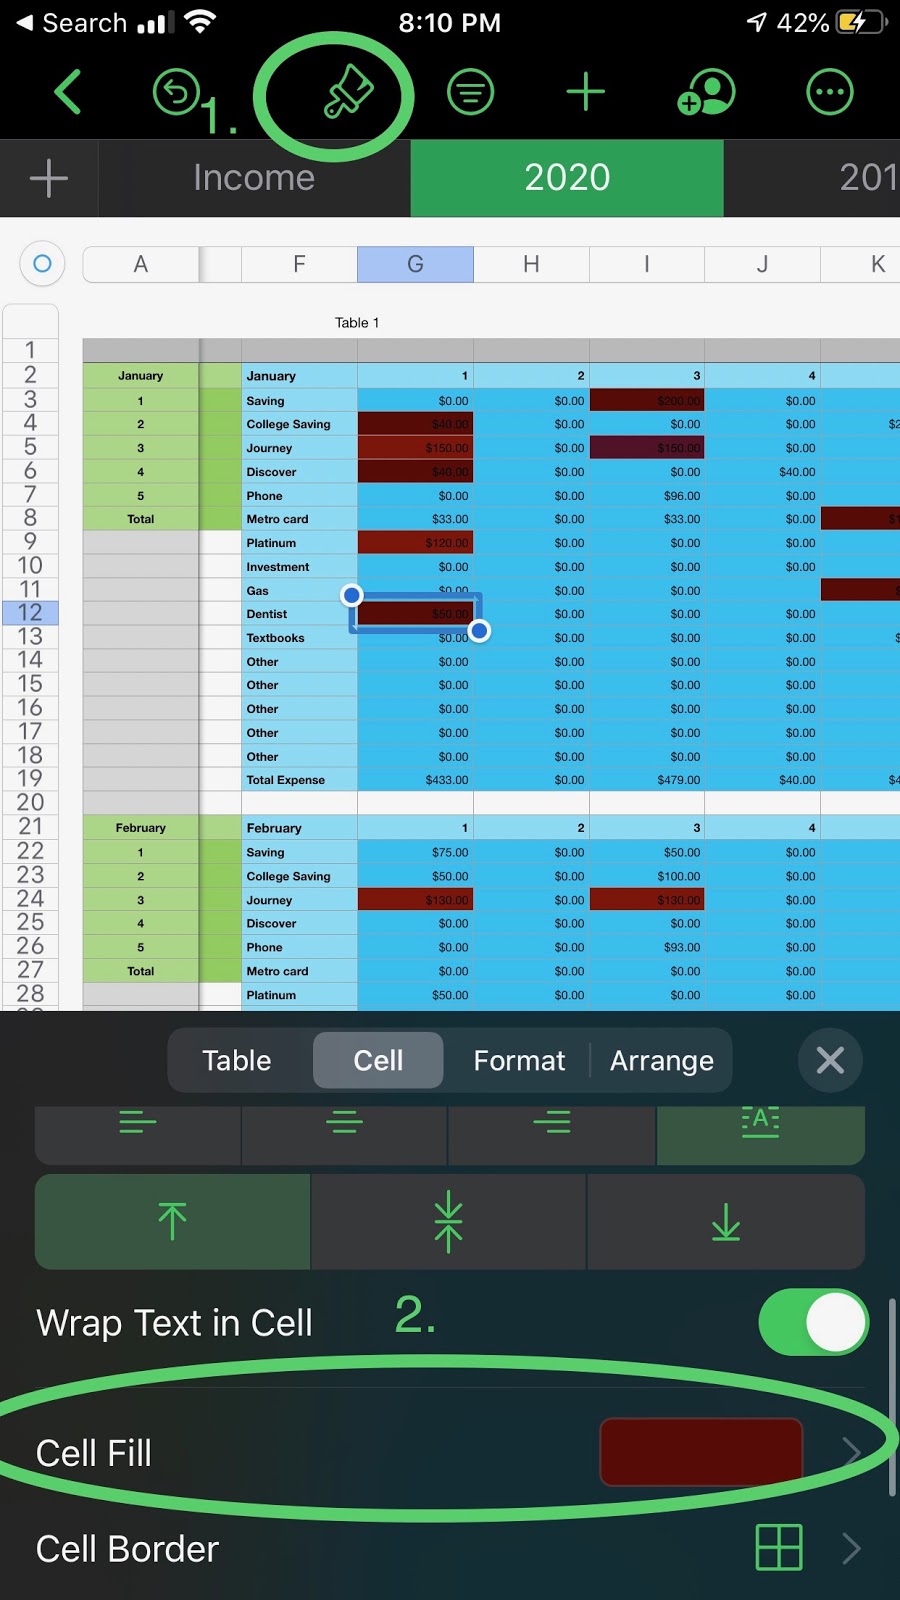 Search 8:10 PM 42%
1.
Income 2020 201
A F G H I J K
Table 1
1
2 January January 1 2 3 4
3 1 Saving $0.00 $0.00 $200.00 $0.00
4 2 College Saving $40.00 $0.00 $0.00 $0.00 $2
5 3 Journey $150.00 $0.00 $150.00 $0.00
6 4 Discover $40.00 $0.00 $0.00 $40.00
7 5 Phone $0.00 $0.00 $96.00 $0.00
8 Total Metro card $33.00 $0.00 $33.00 $0.00
9 Platinum $120.00 $0.00 $0.00 $0.00
10 Investment $0.00 $0.00 $0.00 $0.00
11 Gas $0.00 $0.00 $0.00
12 Dentist $50.00 $0.00 $0.00 $0.00
13 Textbooks $0.00 $0.00 $0.00 $0.00
14 Other $0.00 $0.00 $0.00 $0.00
15 Other $0.00 $0.00 $0.00 $0.00
16 Other $0.00 $0.00 $0.00 $0.00
17 Other $0.00 $0.00 $0.00 $0.00
18 Other $0.00 $0.00 $0.00 $0.00
19 Total Expense $433.00 $0.00 $479.00 $40.00 $4
20
21 February February 1 2 3 4
22 1 Saving $75.00 $0.00 $50.00 $0.00
23 2 College Saving $50.00 $0.00 $100.00 $0.00
24 3 Journey $130.00 $0.00 $130.00 $0.00
25 4 Discover $0.00 $0.00 $0.00 $0.00
26 5 Phone $0.00 $0.00 $93.00 $0.00
27 Total Metro card $0.00 $0.00 $0.00 $0.00
28 Platinum $50.00 $0.00 $0.00 $0.00
Table Cell Format Arrange
A
Wrap Text in Cell 2.
Cell Fill
Cell Border